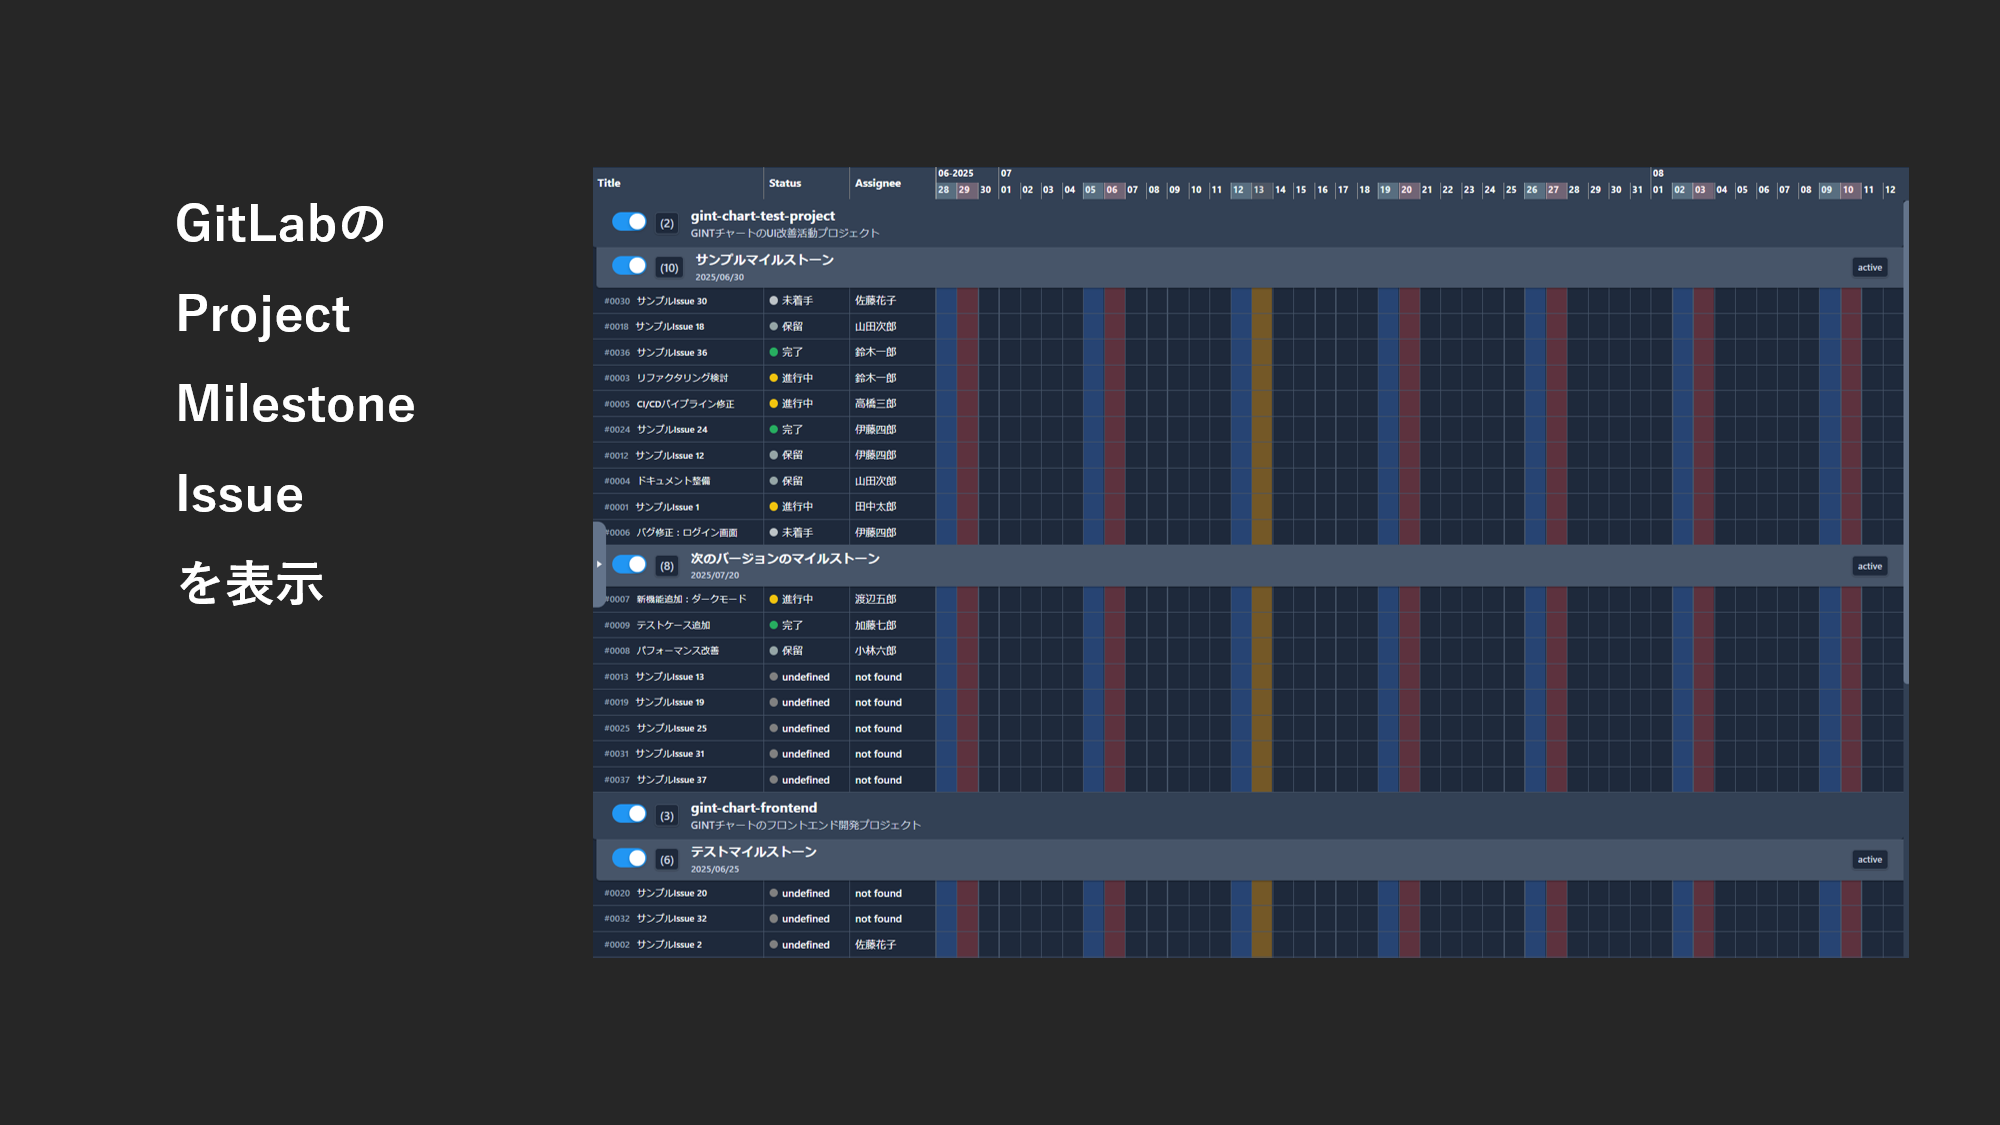 GitLabの
Project
Milestone
Issue
を表示
Title Status Assignee 06-2025 07 08
28 29 30 01 02 03 04 05 06 07 08 09 10 11 12 13 14 15 16 17 18 19 20 21 22 23 24 25 26 27 28 29 30 31 01 02 03 04 05 06 07 08 09 10 11 12
(2) gint-chart-test-project
GINTチャートのUI改善活動プロジェクト
(10) サンプルマイルストーン active
2025/06/30
#0030 サンプルIssue 30 未着手 佐藤花子
#0018 サンプルIssue 18 保留 山田次郎
#0036 サンプルIssue 36 完了 鈴木一郎
#0003 リファクタリング検討 進行中 鈴木一郎
#0005 CI/CDパイプライン修正 進行中 高橋三郎
#0024 サンプルIssue 24 完了 伊藤四郎
#0012 サンプルIssue 12 保留 伊藤四郎
#0004 ドキュメント整備 保留 山田次郎
#0001 サンプルIssue 1 進行中 田中太郎
#0006 バグ修正：ログイン画面 未着手 伊藤四郎
(8) 次のバージョンのマイルストーン active
2025/07/20
#0007 新機能追加：ダークモード 進行中 渡辺五郎
#0009 テストケース追加 完了 加藤七郎
#0008 パフォーマンス改善 保留 小林六郎
#0013 サンプルIssue 13 undefined not found
#0019 サンプルIssue 19 undefined not found
#0025 サンプルIssue 25 undefined not found
#0031 サンプルIssue 31 undefined not found
#0037 サンプルIssue 37 undefined not found
(3) gint-chart-frontend
GINTチャートのフロントエンド開発プロジェクト
(6) テストマイルストーン active
2025/06/25
#0020 サンプルIssue 20 undefined not found
#0032 サンプルIssue 32 undefined not found
#0002 サンプルIssue 2 undefined 佐藤花子